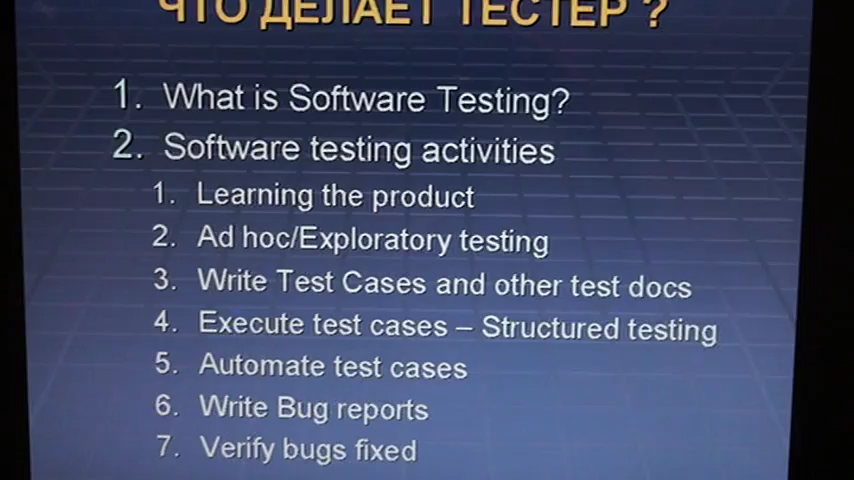 ЧТО ДЕЛАЕТ ТЕСТЕР ?
1. What is Software Testing?
2. Software testing activities
1. Learning the product
2. Ad hoc/Exploratory testing
3. Write Test Cases and other test docs
4. Execute test cases – Structured testing
5. Automate test cases
6. Write Bug reports
7. Verify bugs fixed